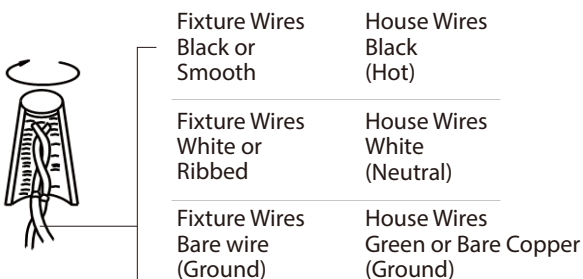 Fixture Wires
Black or
Smooth
House Wires
Black
(Hot)
Fixture Wires
White or
Ribbed
House Wires
White
(Neutral)
Fixture Wires
Bare wire
(Ground)
House Wires
Green or Bare Copper
(Ground)